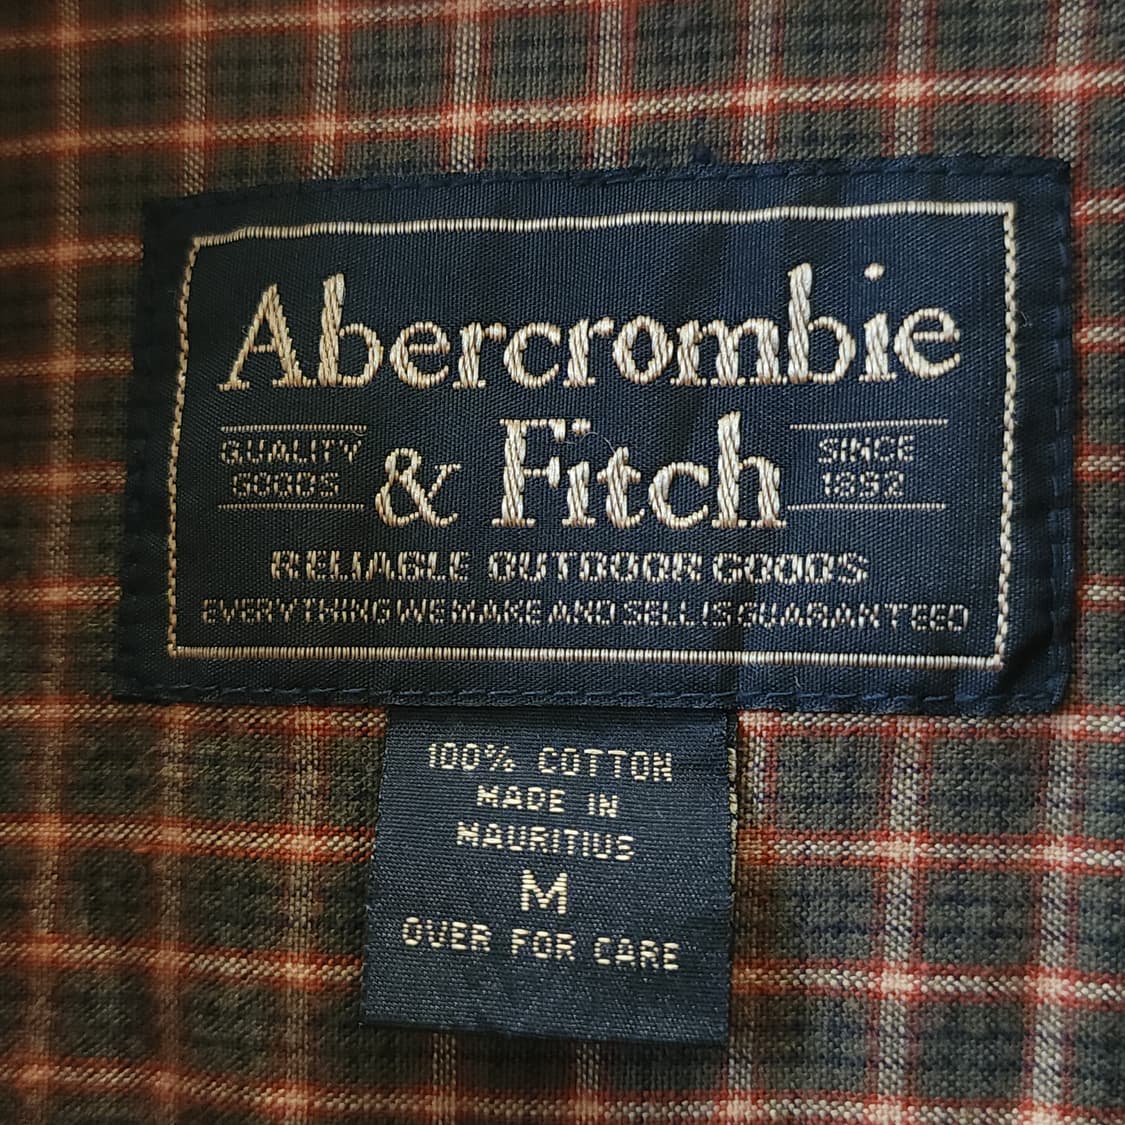 Abercrombie
QUALITY
GOODS
& Fitch
SINCE
1892
RELIABLE OUTDOOR GOODS
EVERYTHING WE MAKE AND SELL IS GUARANTEED
100% COTTON
MADE IN
MAURITIUS
M
OVER FOR CARE